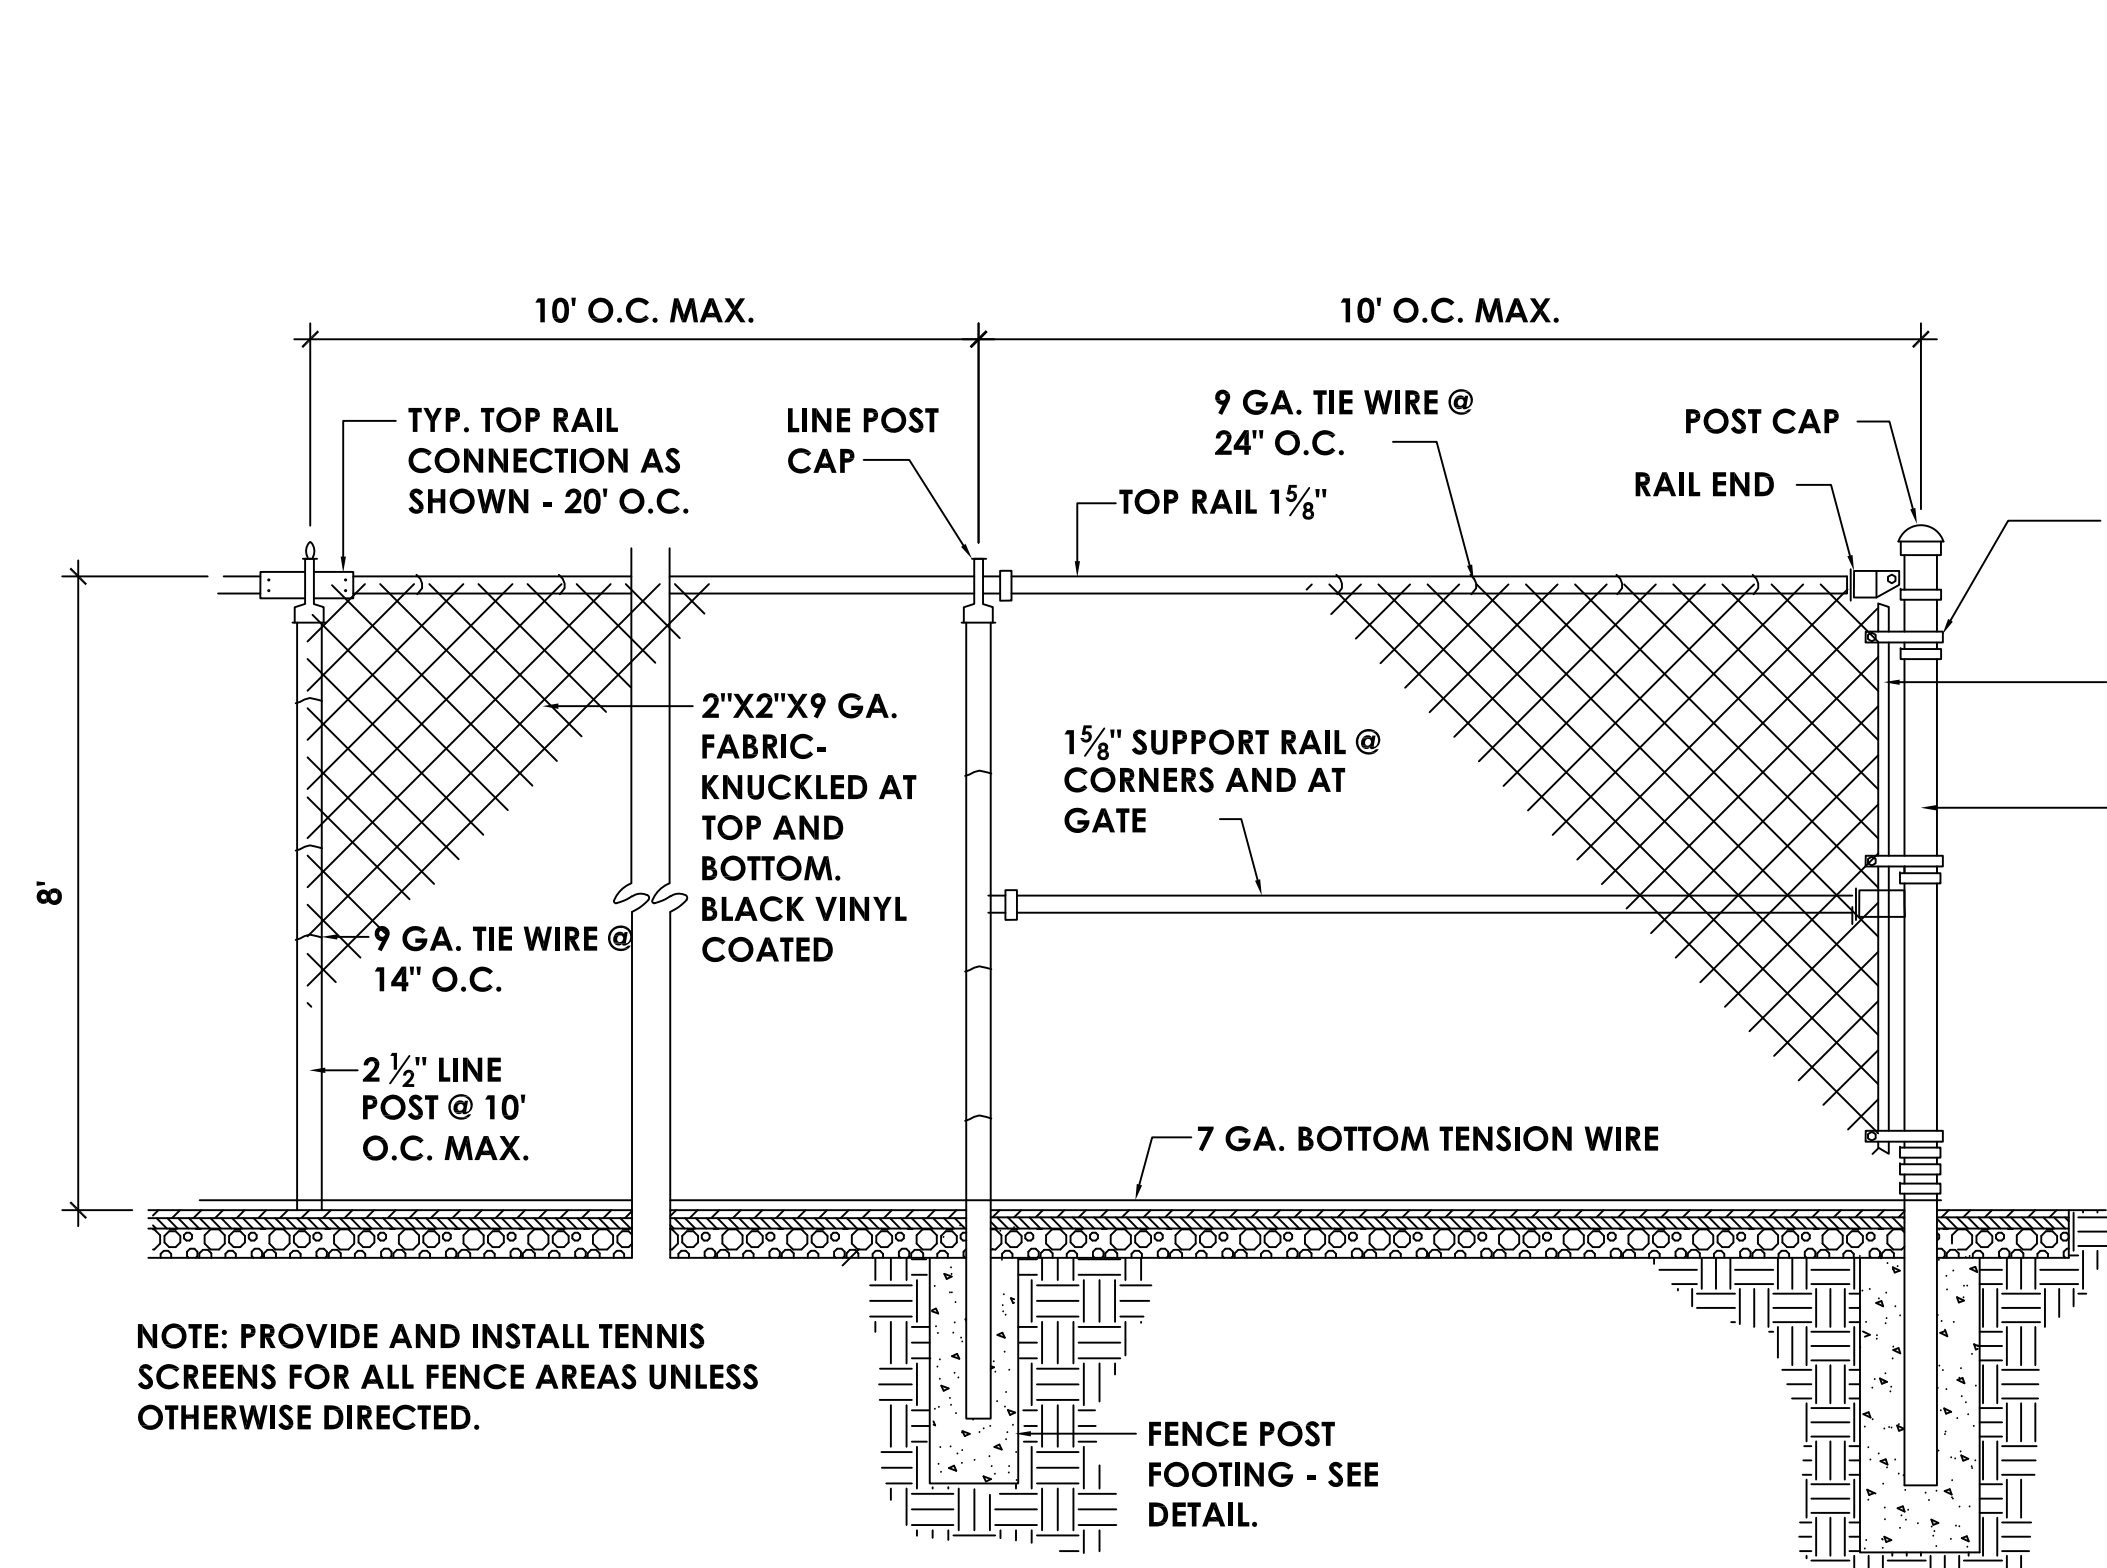 10' O.C. MAX.
10' O.C. MAX.
TYP. TOP RAIL
CONNECTION AS
SHOWN - 20' O.C.
LINE POST
CAP
9 GA. TIE WIRE @
24" O.C.
TOP RAIL 1⅝"
POST CAP
RAIL END
8'
2"X2"X9 GA.
FABRIC-
KNUCKLED AT
TOP AND
BOTTOM.
BLACK VINYL
COATED
1⅝" SUPPORT RAIL @
CORNERS AND AT
GATE
9 GA. TIE WIRE @
14" O.C.
2 ½" LINE
POST @ 10'
O.C. MAX.
7 GA. BOTTOM TENSION WIRE
NOTE: PROVIDE AND INSTALL TENNIS
SCREENS FOR ALL FENCE AREAS UNLESS
OTHERWISE DIRECTED.
FENCE POST
FOOTING - SEE
DETAIL.